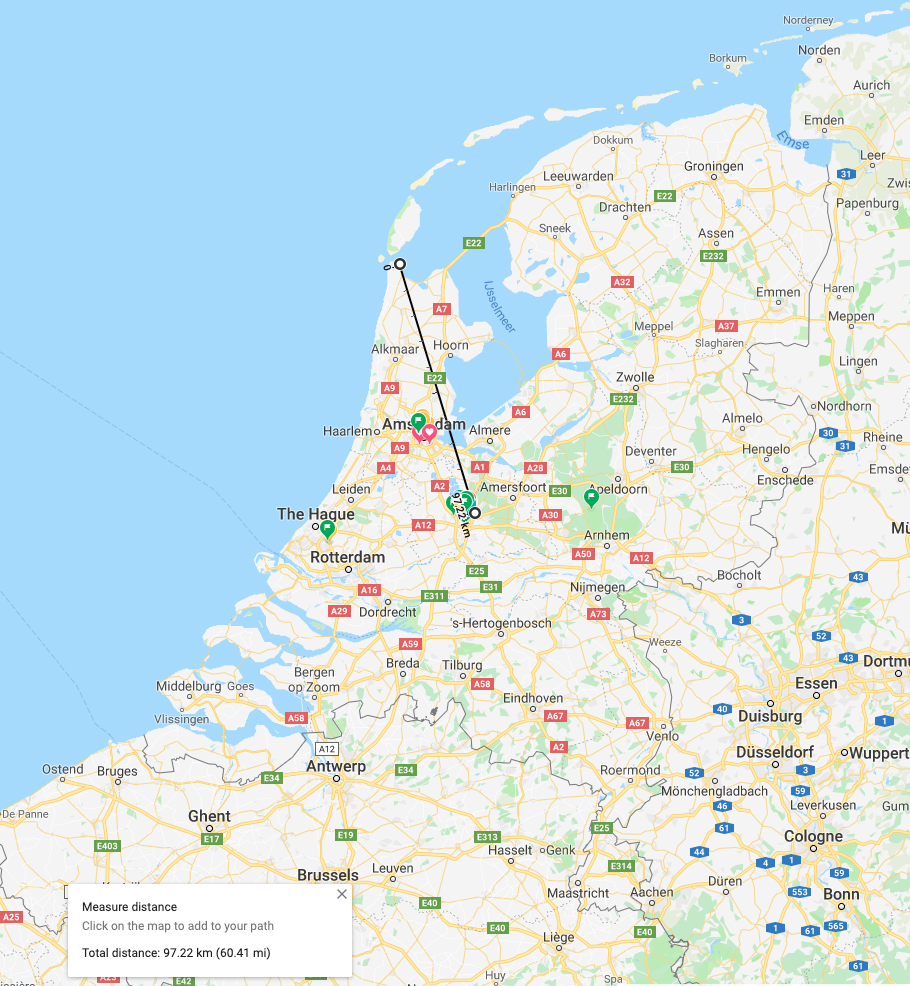 Norderney
Norden
Borkum
Aurich
Emden
Dokkum
Emse
Leer
31
Groningen
Leeuwarden
Harlingen
E22
Papenburg
Drachten
Sneek
Assen
E22
E232
0
A32
IJsselmeer
Haren
Emmen
A7
Meppen
Meppel
A37
Slagharen
Alkmaar
Hoorn
A6
Lingen
E22
Zwolle
A9
E232
Nordhorn
A6
Almelo
Haarlem
Amsterdam
Almere
30
Rheine
31
A9
Deventer
Hengelo
A4
A1
A28
E30
Enschede
A2
Amersfoort
E30
Apeldoorn
Leiden
97.22 km
The Hague
A12
A30
Arnhem
Rotterdam
A50
A12
E25
Bocholt
43
A16
E31
Nijmegen
E311
A29
Dordrecht
A73
's-Hertogenbosch
3
52
A59
Weeze
43
Breda
Tilburg
Bergen
op Zoom
Essen
Middelburg
Goes
A58
Eindhoven
40
Duisburg
Vlissingen
A58
A67
A67
1
Venlo
A12
A2
Düsseldorf
Antwerp
E34
Roermond
52
3
Ostend
Bruges
E34
Mönchengladbach
59
46
Leverkusen
De Panne
Ghent
E17
E19
E313
E25
61
Cologne
E403
Hasselt
Genk
44
4
1
E314
59
Brussels
Leuven
Maastricht
Aachen
Düren
553
Bonn
A25
E40
E40
E40
1
61
565
Liège
61
Huy
Spa
E42
Measure distance
Click on the map to add to your path
Total distance: 97.22 km (60.41 mi)